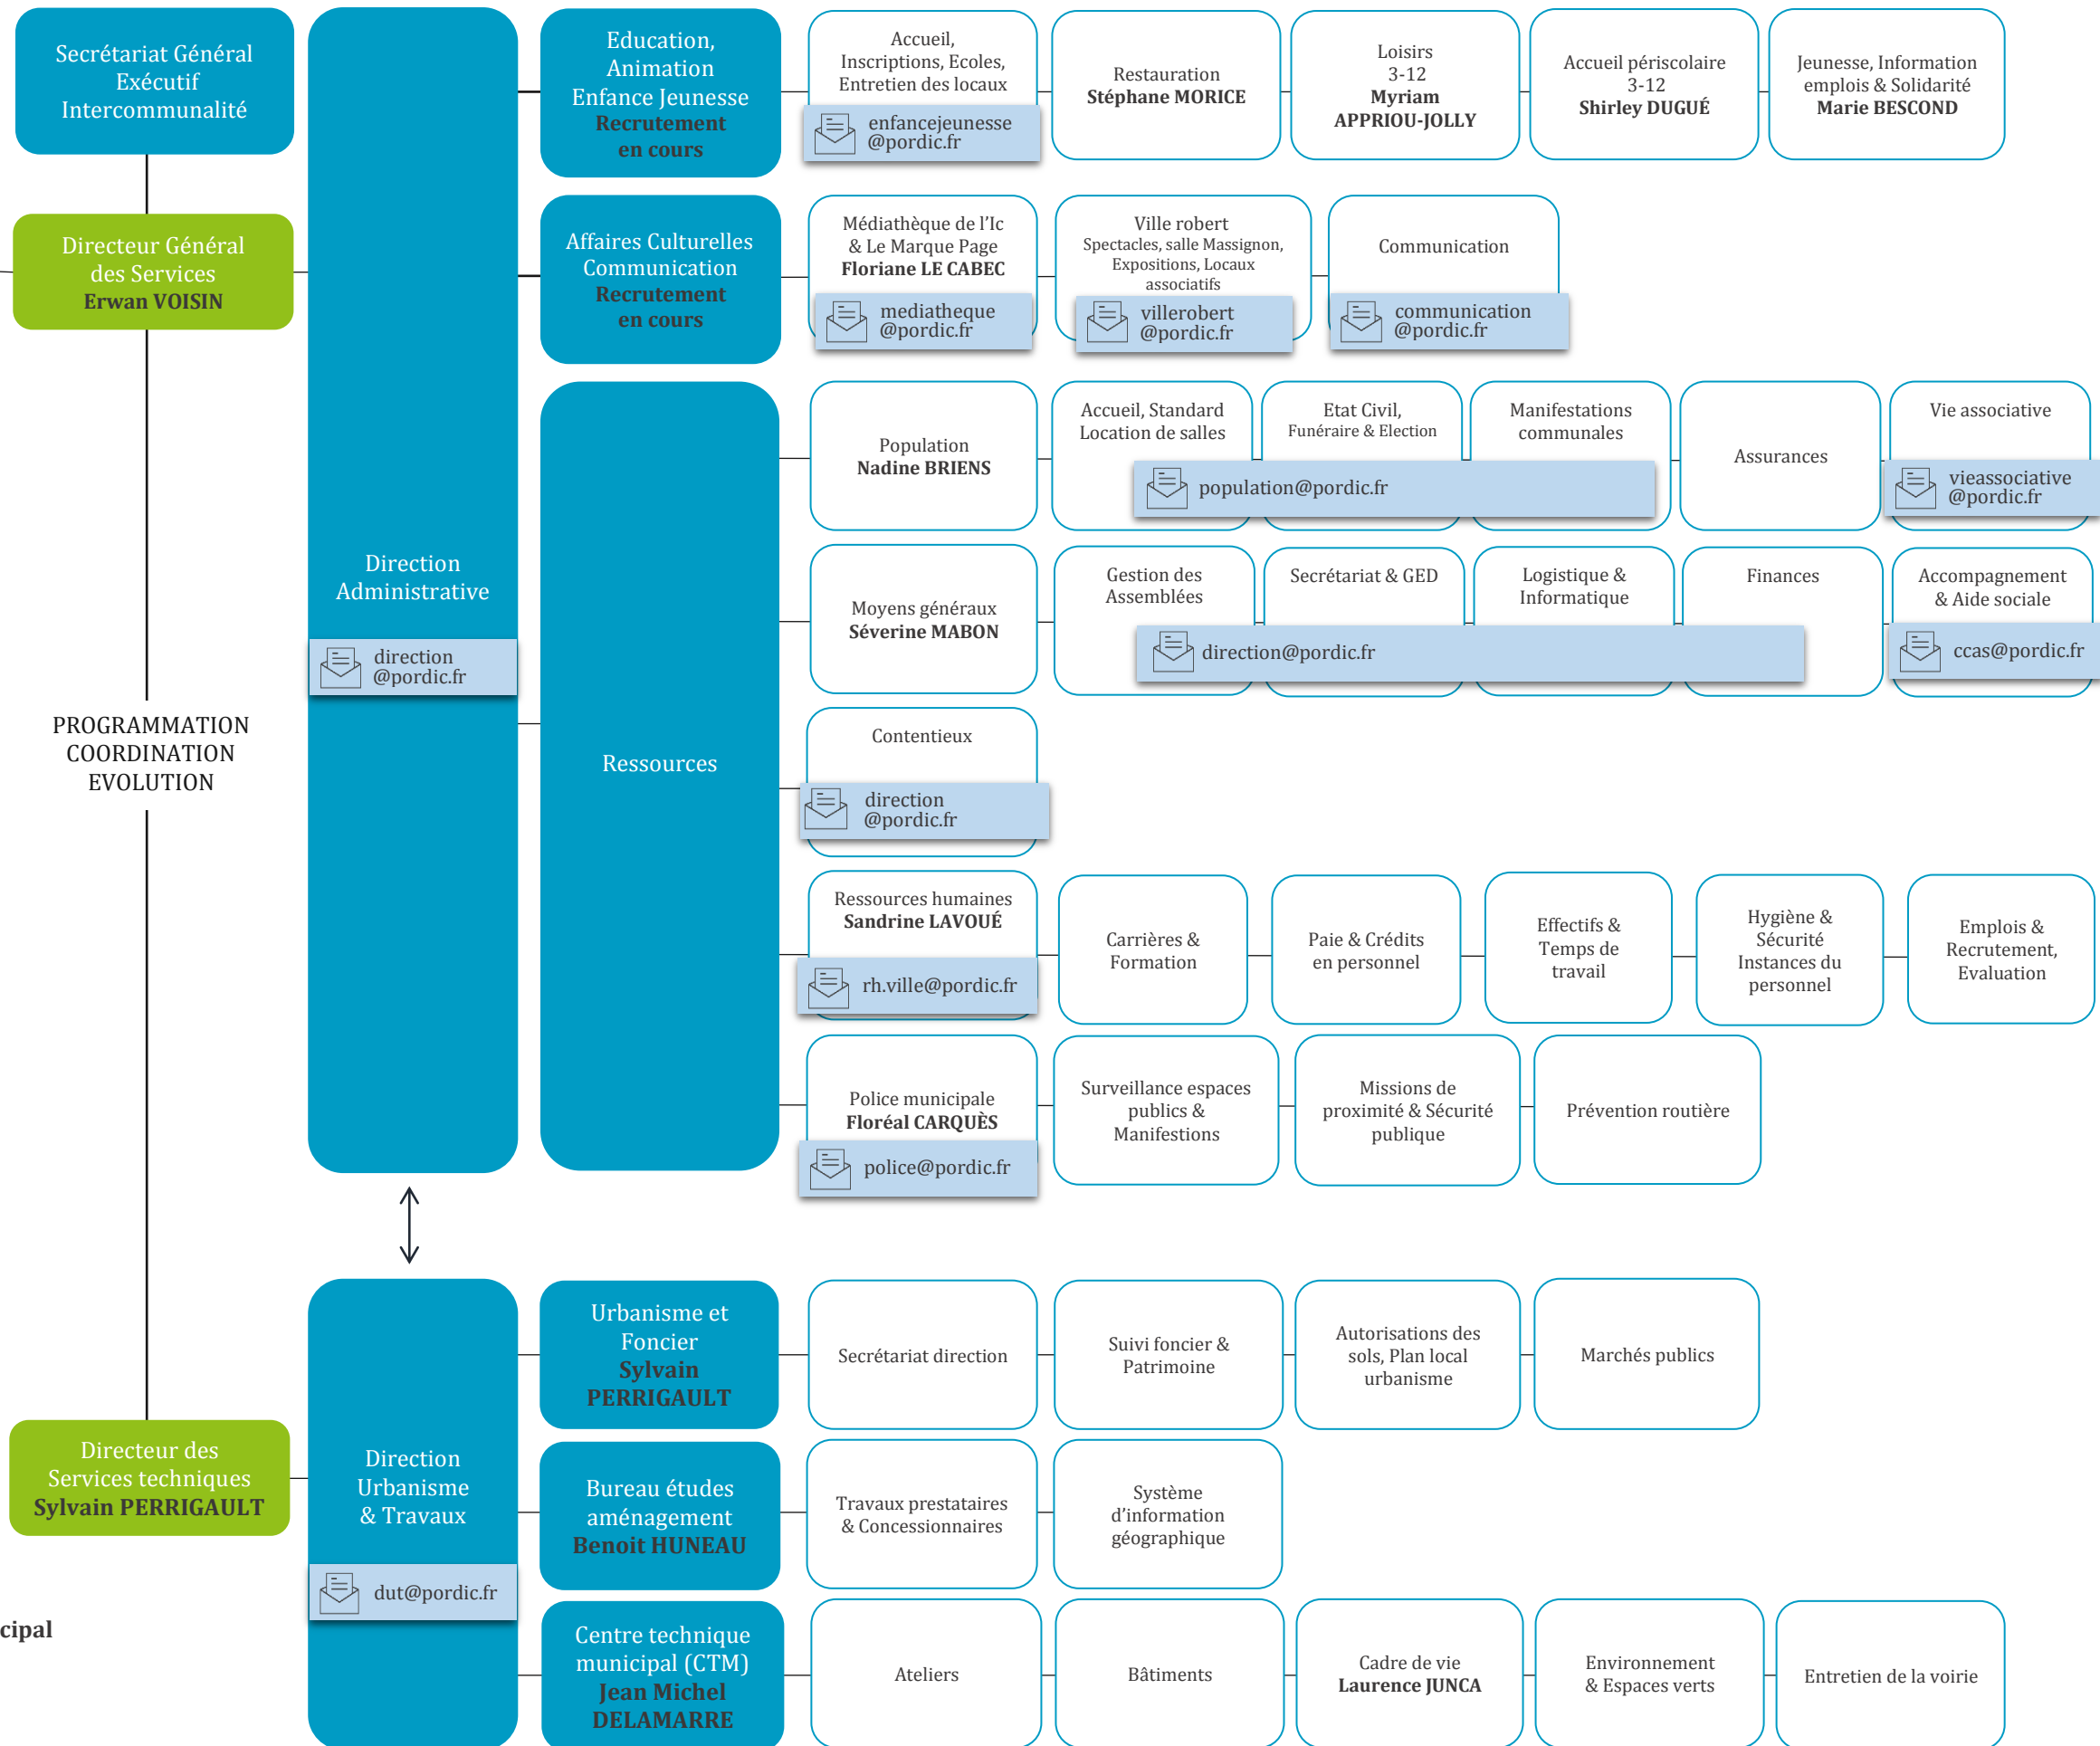 Secrétariat Général
Exécutif
Intercommunalité
Directeur Général
des Services
Erwan VOISIN
PROGRAMMATION
COORDINATION
EVOLUTION
Directeur des
Services techniques
Sylvain PERRIGAULT
cipal
Direction
Administrative
direction
@pordic.fr
Education,
Animation
Enfance Jeunesse
Recrutement
en cours
Accueil,
Inscriptions, Ecoles,
Entretien des locaux
enfancejeunesse
@pordic.fr
Restauration
Stéphane MORICE
Loisirs
3-12
Myriam
APPRIOU-JOLLY
Accueil périscolaire
3-12
Shirley DUGUÉ
Jeunesse, Information
emplois & Solidarité
Marie BESCOND
Affaires Culturelles
Communication
Recrutement
en cours
Médiathèque de l'Ic
& Le Marque Page
Floriane LE CABEC
mediatheque
@pordic.fr
Ville robert
Spectacles, salle Massignon,
Expositions, Locaux
associatifs
villerobert
@pordic.fr
Communication
communication
@pordic.fr
Ressources
Population
Nadine BRIENS
Accueil, Standard
Location de salles
Etat Civil,
Funéraire & Election
Manifestations
communales
population@pordic.fr
Assurances
Vie associative
vieassociative
@pordic.fr
Moyens généraux
Séverine MABON
Gestion des
Assemblées
Secrétariat & GED
Logistique &
Informatique
Finances
direction@pordic.fr
Accompagnement
& Aide sociale
ccas@pordic.fr
Contentieux
direction
@pordic.fr
Ressources humaines
Sandrine LAVOUÉ
rh.ville@pordic.fr
Carrières &
Formation
Paie & Crédits
en personnel
Effectifs &
Temps de
travail
Hygiène &
Sécurité
Instances du
personnel
Emplois &
Recrutement,
Evaluation
Police municipale
Floréal CARQUÈS
police@pordic.fr
Surveillance espaces
publics &
Manifestions
Missions de
proximité & Sécurité
publique
Prévention routière
Direction
Urbanisme
& Travaux
dut@pordic.fr
Urbanisme et
Foncier
Sylvain
PERRIGAULT
Secrétariat direction
Suivi foncier &
Patrimoine
Autorisations des
sols, Plan local
urbanisme
Marchés publics
Bureau études
aménagement
Benoit HUNEAU
Travaux prestataires
& Concessionnaires
Système
d'information
géographique
Centre technique
municipal (CTM)
Jean Michel
DELAMARRE
Ateliers
Bâtiments
Cadre de vie
Laurence JUNCA
Environnement
& Espaces verts
Entretien de la voirie